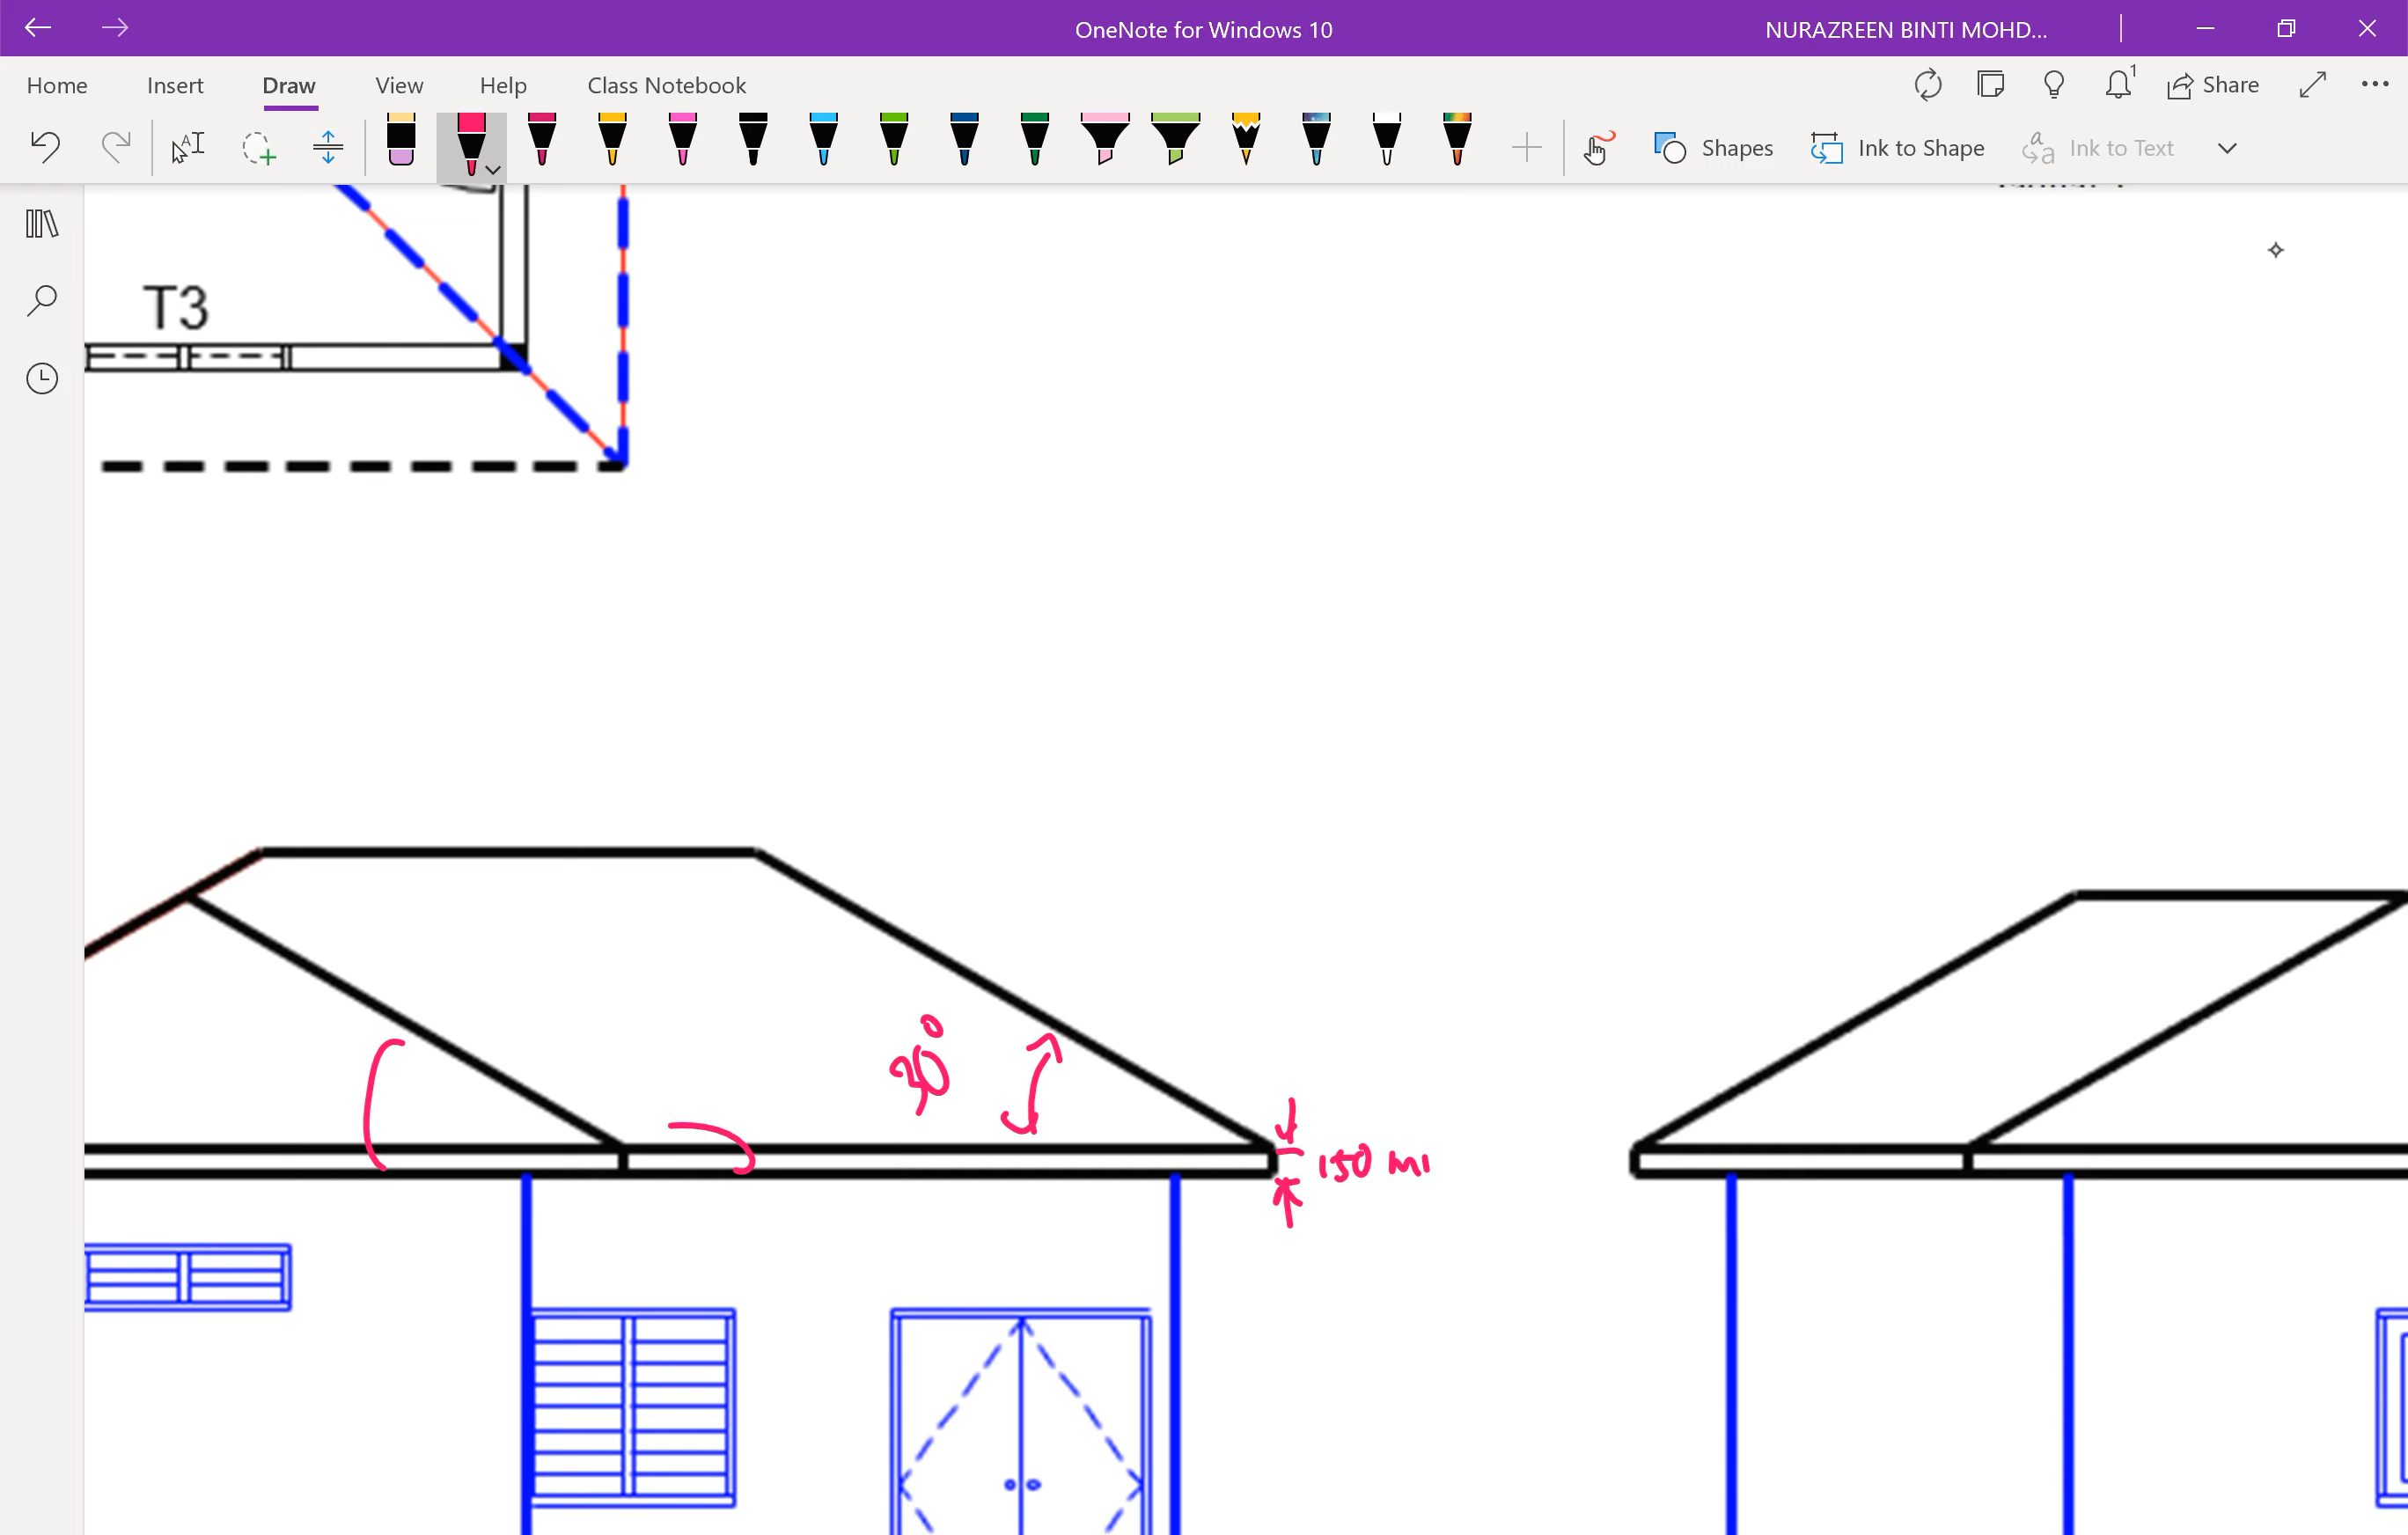 OneNote for Windows 10
NURAZREEN BINTI MOHD...
Home Insert Draw View Help Class Notebook
1
Share
Shapes
Ink to Shape
Ink to Text
T3
30°
150